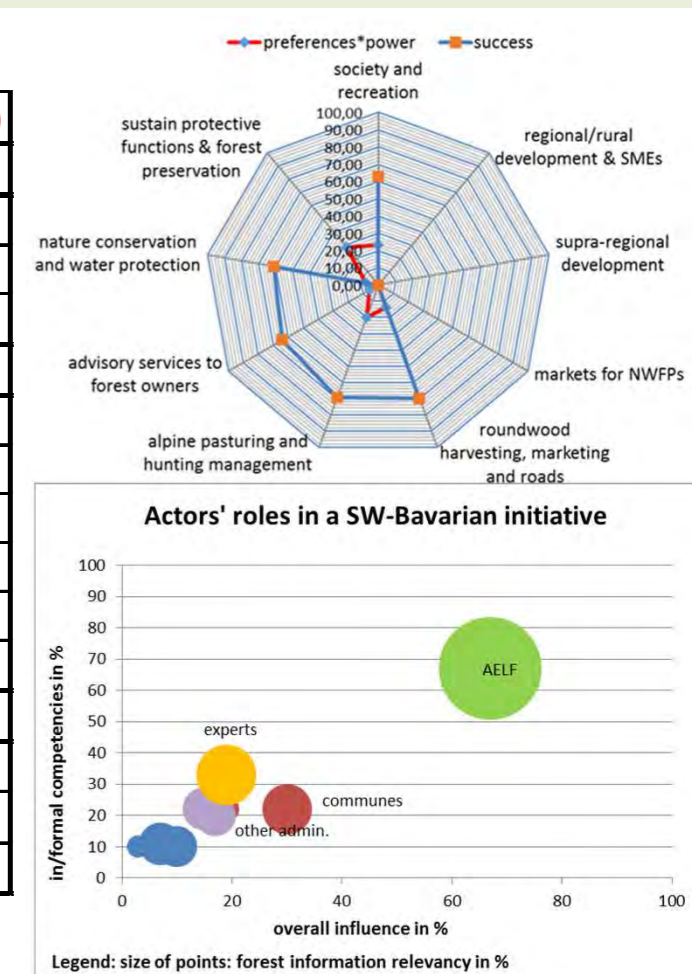 preferences*power success
society and
recreation
regional/rural
development & SMEs
supra-regional
development
markets for NWFPs
roundwood
harvesting, marketing
and roads
alpine pasturing and
hunting management
advisory services to
forest owners
nature conservation
and water protection
sustain protective
functions & forest
preservation
100,00
90,00
80,00
70,00
60,00
50,00
40,00
30,00
20,00
10,00
0,00
Actors' roles in a SW-Bavarian initiative
in/formal competencies in %
100
90
80
70
60
50
40
30
20
10
0
AELF
experts
communes
other admin.
0 20 40 60 80 100
overall influence in %
Legend: size of points: forest information relevancy in %